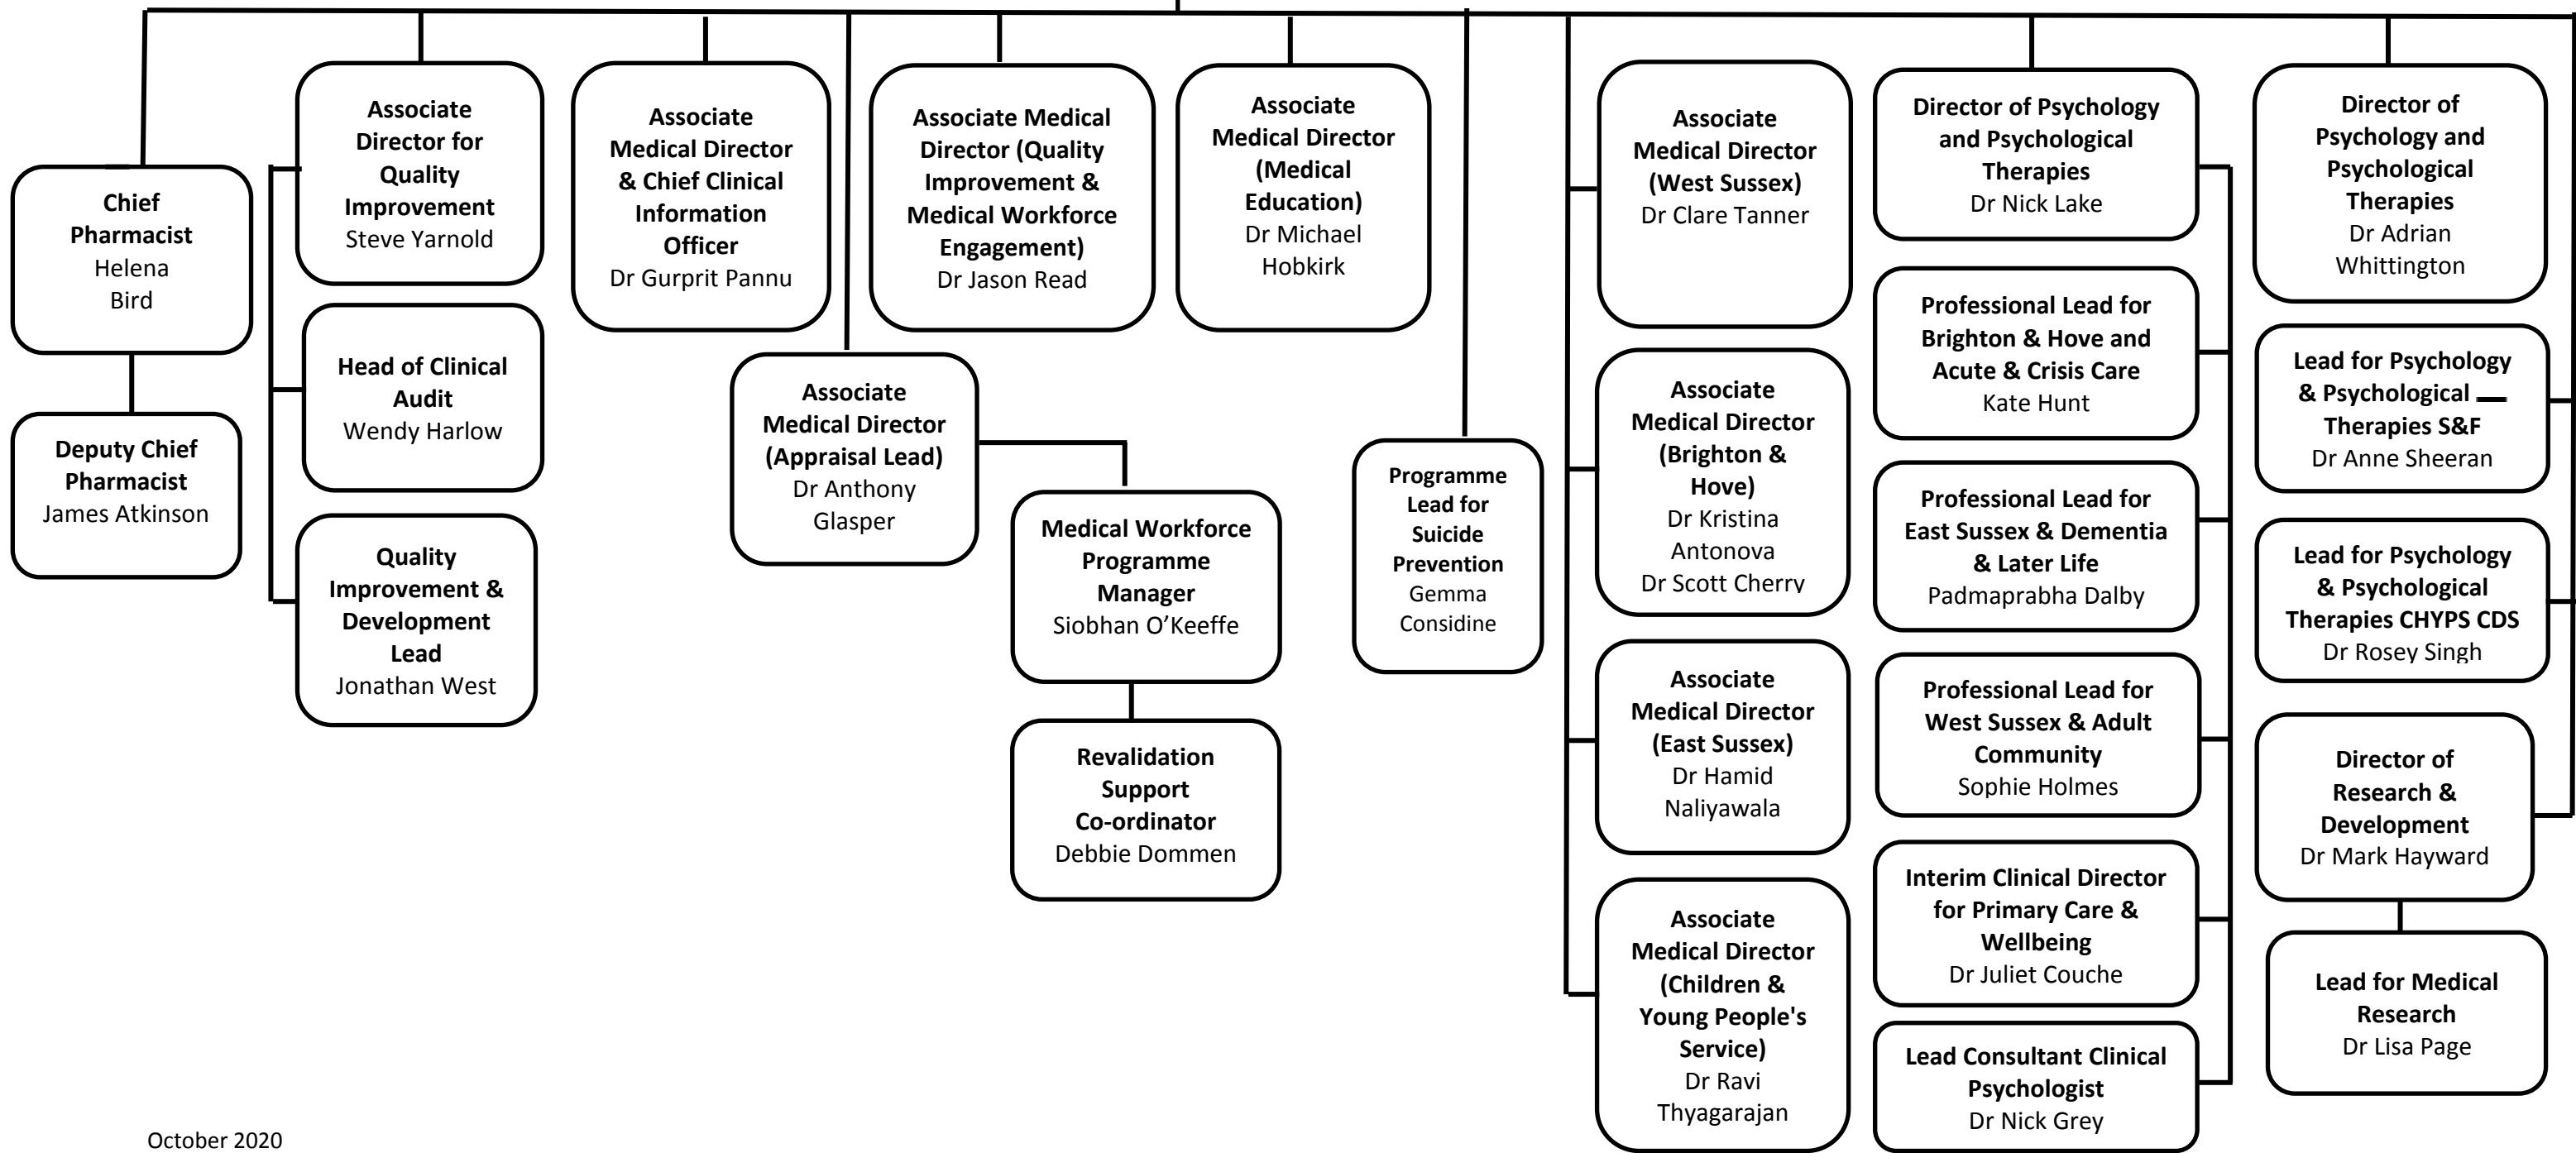 Chief
Pharmacist
Helena
Bird
Deputy Chief
Pharmacist
James Atkinson
Associate
Director for
Quality
Improvement
Steve Yarnold
Head of Clinical
Audit
Wendy Harlow
Quality
Improvement &
Development
Lead
Jonathan West
Associate
Medical Director
& Chief Clinical
Information
Officer
Dr Gurprit Pannu
Associate
Medical Director
(Appraisal Lead)
Dr Anthony
Glasper
Associate Medical
Director (Quality
Improvement &
Medical Workforce
Engagement)
Dr Jason Read
Medical Workforce
Programme
Manager
Siobhan O’Keeffe
Revalidation
Support
Co-ordinator
Debbie Dommen
Associate
Medical Director
(Medical
Education)
Dr Michael
Hobkirk
Programme
Lead for
Suicide
Prevention
Gemma
Considine
Associate
Medical Director
(West Sussex)
Dr Clare Tanner
Associate
Medical Director
(Brighton &
Hove)
Dr Kristina
Antonova
Dr Scott Cherry
Associate
Medical Director
(East Sussex)
Dr Hamid
Naliyawala
Associate
Medical Director
(Children &
Young People's
Service)
Dr Ravi
Thyagarajan
Director of Psychology
and Psychological
Therapies
Dr Nick Lake
Professional Lead for
Brighton & Hove and
Acute & Crisis Care
Kate Hunt
Professional Lead for
East Sussex & Dementia
& Later Life
Padmaprabha Dalby
Professional Lead for
West Sussex & Adult
Community
Sophie Holmes
Interim Clinical Director
for Primary Care &
Wellbeing
Dr Juliet Couche
Lead Consultant Clinical
Psychologist
Dr Nick Grey
Director of
Psychology and
Psychological
Therapies
Dr Adrian
Whittington
Lead for Psychology
& Psychological
Therapies S&F
Dr Anne Sheeran
Lead for Psychology
& Psychological
Therapies CHYPS CDS
Dr Rosey Singh
Director of
Research &
Development
Dr Mark Hayward
Lead for Medical
Research
Dr Lisa Page
October 2020